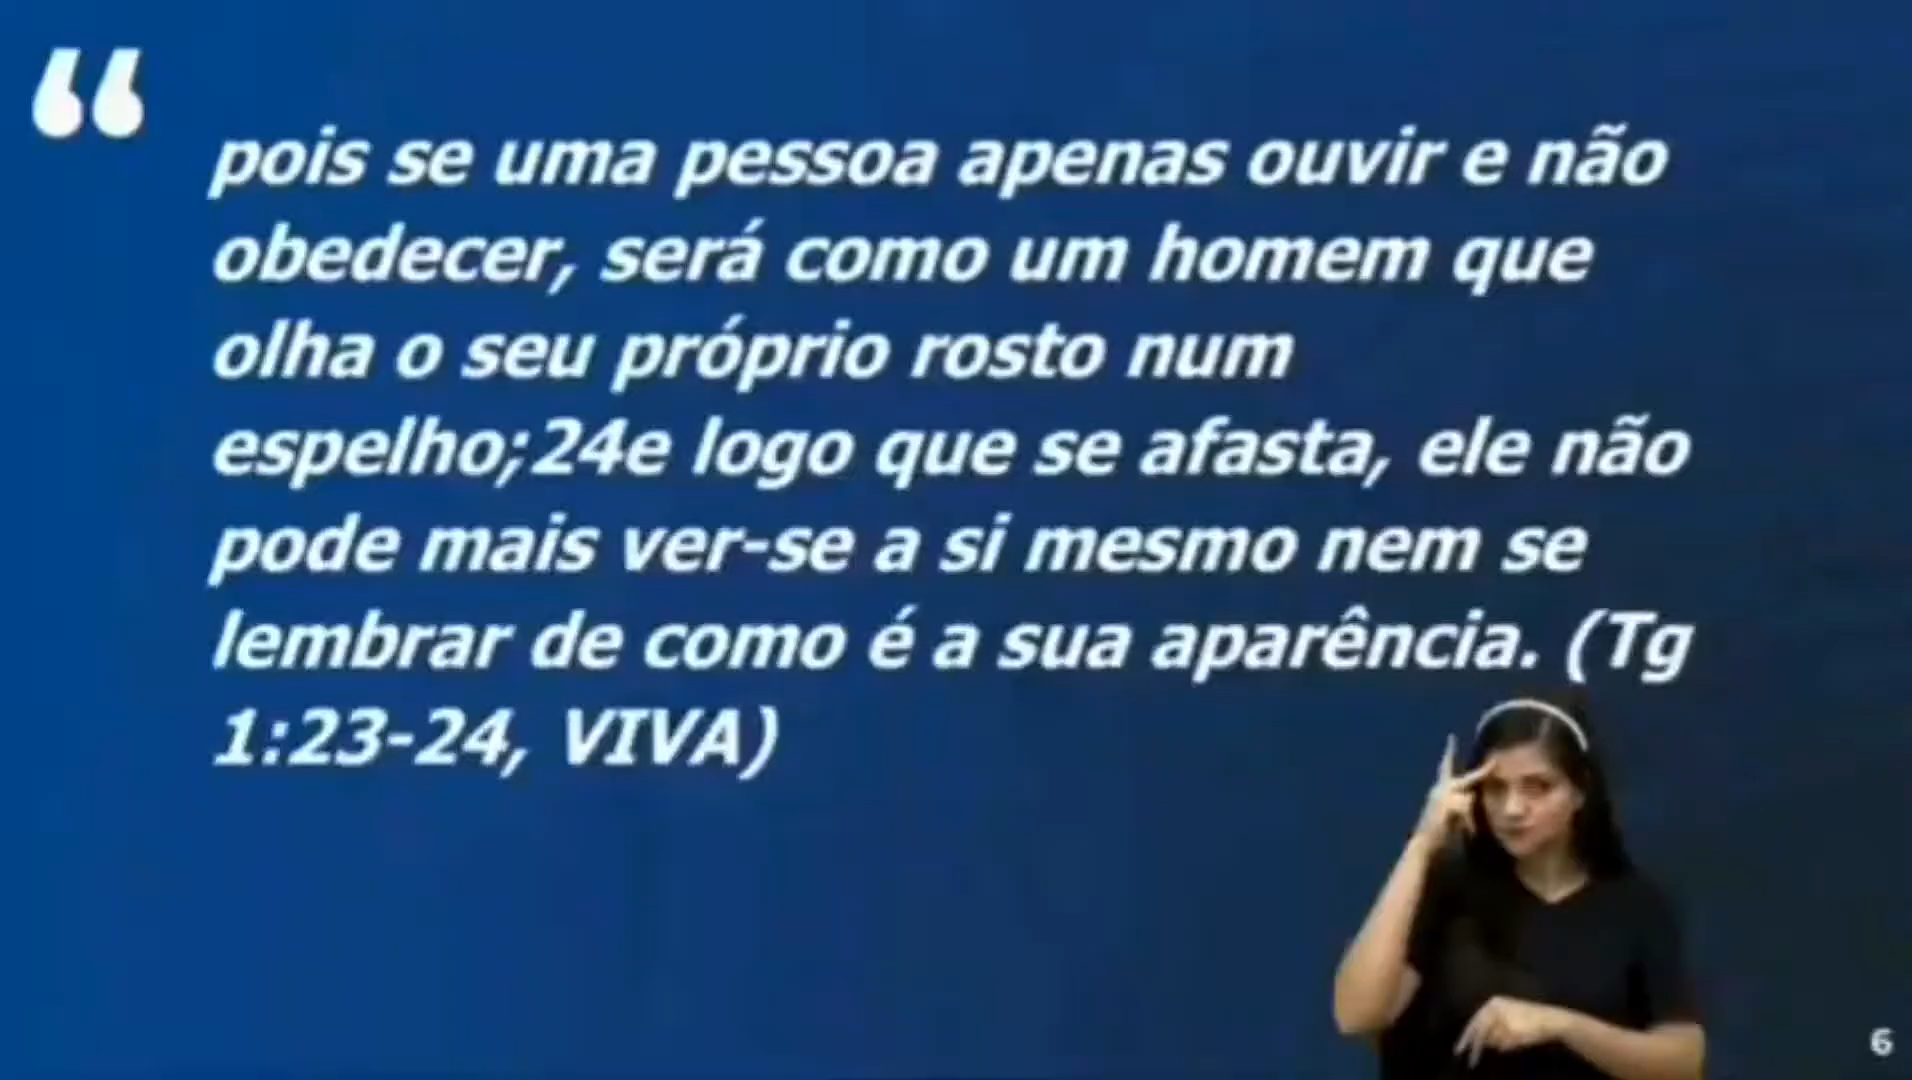 “
pois se uma pessoa apenas ouvir e não
obedecer, será como um homem que
olha o seu próprio rosto num
espelho;24e logo que se afasta, ele não
pode mais ver-se a si mesmo nem se
lembrar de como é a sua aparência. (Tg
1:23-24, VIVA)
6